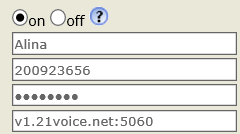 on off ?
Alina
200923656
••••••••
v1.21voice.net:5060